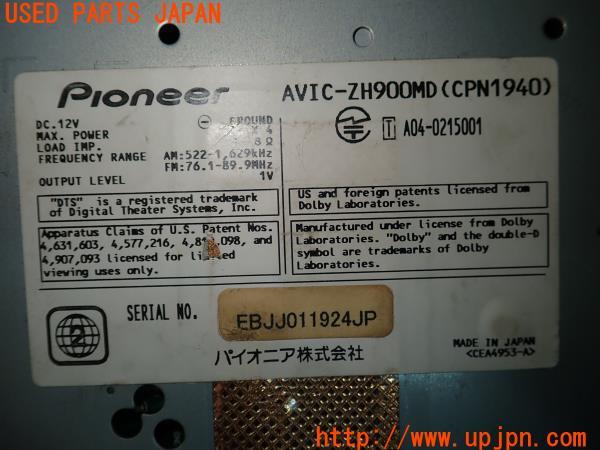 USED PARTS JAPAN
Pioneer
AVIC-ZH900MD (CPN1940)
DC.12V
GROUND
MAX. POWER
X 4
LOAD IMP.
8Ω
FREQUENCY RANGE AM:522-1,629kHz
FM:76.1-89.9MHz
OUTPUT LEVEL 1V
T A04-0215001
"DTS" is a registered trademark
of Digital Theater Systems, Inc.
US and foreign patents licensed from
Dolby Laboratories.
Apparatus Claims of U.S. Patent Nos.
4,631,603, 4,577,216, 098, and
4,907,093 licensed for
viewing uses only.
Manufactured under license from Dolby
Laboratories. "Dolby" and the double-D
symbol are trademarks of Dolby
Laboratories.
2
SERIAL NO.
EBJJ011924JP
パイオニア株式会社
MADE IN JAPAN
<CEA4953-A>
http://www.upjpn.com